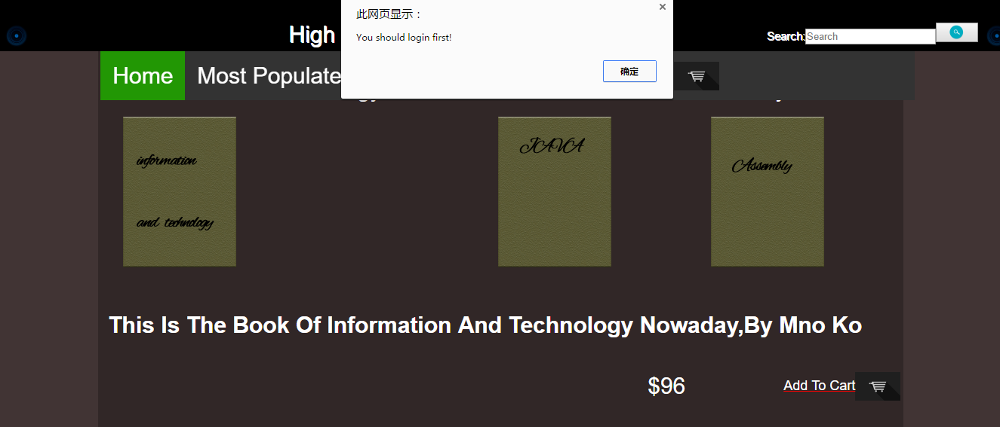 此网页显示：
You should login first!
确定
High
Search:
Search
Home
Most Populate
information
and technology
JAVA
Assembly
This Is The Book Of Information And Technology Nowaday,By Mno Ko
$96
Add To Cart